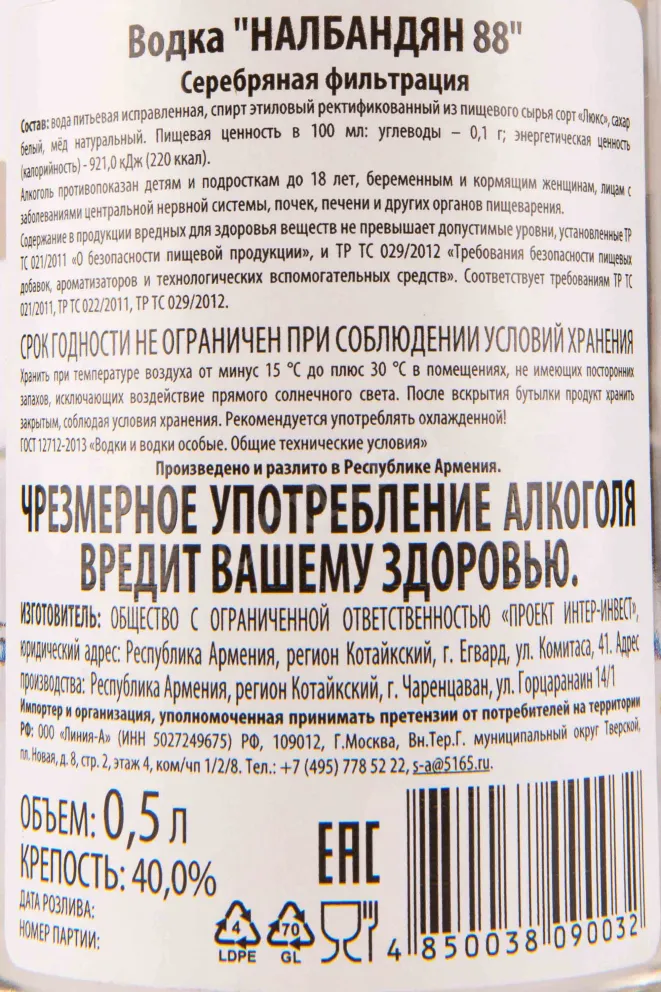 Водка "НАЛБАНДЯН 88"
Серебряная фильтрация
Состав: вода питьевая исправленная, спирт этиловый ректификованный из пищевого сырья сорт «Люкс», сахар
белый, мёд натуральный. Пищевая ценность в 100 мл: углеводы – 0,1 г; энергетическая ценность
(калорийность) - 921,0 кДж (220 ккал).
Алкоголь противопоказан детям и подросткам до 18 лет, беременным и кормящим женщинам, лицам с
заболеваниями центральной нервной системы, почек, печени и других органов пищеварения.
Содержание в продукции вредных для здоровья веществ не превышает допустимые уровни, установленные ТР
ТС 021/2011 «О безопасности пищевой продукции», и ТР ТС 029/2012 «Требования безопасности пищевых
добавок, ароматизаторов и технологических вспомогательных средств». Соответствует требованиям ТР ТС
021/2011, ТР ТС 022/2011, ТР ТС 029/2012.
СРОК ГОДНОСТИ НЕ ОГРАНИЧЕН ПРИ СОБЛЮДЕНИИ УСЛОВИЙ ХРАНЕНИЯ
Хранить при температуре воздуха от минус 15 °С до плюс 30 °С в помещениях, не имеющих посторонних
запахов, исключающих воздействие прямого солнечного света. После вскрытия бутылки продукт хранить
закрытым, соблюдая условия хранения. Рекомендуется употреблять охлажденной!
ГОСТ 12712-2013 «Водки и водки особые. Общие технические условия»
Произведено и разлито в Республике Армения.
ЧРЕЗМЕРНОЕ УПОТРЕБЛЕНИЕ АЛКОГОЛЯ
ВРЕДИТ ВАШЕМУ ЗДОРОВЬЮ.
ИЗГОТОВИТЕЛЬ: ОБЩЕСТВО С ОГРАНИЧЕННОЙ ОТВЕТСТВЕННОСТЬЮ «ПРОЕКТ ИНТЕР-ИНВЕСТ»,
юридический адрес: Республика Армения, регион Котайкский, г. Егвард, ул. Комитаса, 41. Адрес
производства: Республика Армения, регион Котайкский, г. Чаренцаван, ул. Горцаранаин 14/1
Импортер и организация, уполномоченная принимать претензии от потребителей на территории
РФ: ООО «Линия-А» (ИНН 5027249675) РФ, 109012, Г.Москва, Вн.Тер.Г. муниципальный округ Тверской,
пл. Новая, д. 8, стр. 2, этаж 4, ком/чп 1/2/8. Тел.: +7 (495) 778 52 22, s-a@5165.ru.
ОБЪЕМ: 0,5 л
КРЕПОСТЬ: 40,0%
ДАТА РОЗЛИВА:
НОМЕР ПАРТИИ:
EAC
4
LDPE
70
GL
4 850038 090032